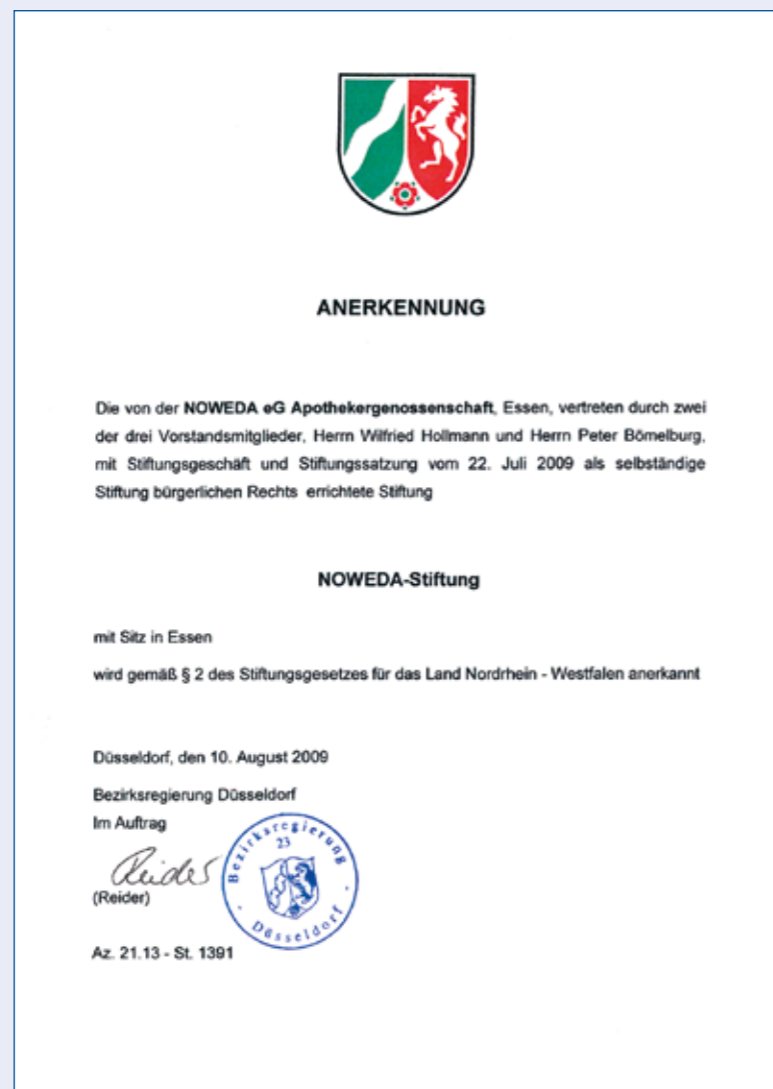 ANERKENNUNG
Die von der NOWEDA eG Apothekergenossenschaft, Essen, vertreten durch zwei
der drei Vorstandsmitglieder, Herrn Wilfried Hollmann und Herrn Peter Bömelburg,
mit Stiftungsgeschäft und Stiftungssatzung vom 22. Juli 2009 als selbständige
Stiftung bürgerlichen Rechts errichtete Stiftung
NOWEDA-Stiftung
mit Sitz in Essen
wird gemäß § 2 des Stiftungsgesetzes für das Land Nordrhein - Westfalen anerkannt
Düsseldorf, den 10. August 2009
Bezirksregierung Düsseldorf
Im Auftrag
Reider
(Reider)
Bezirksregierung
23
Düsseldorf
Az. 21.13 - St. 1391